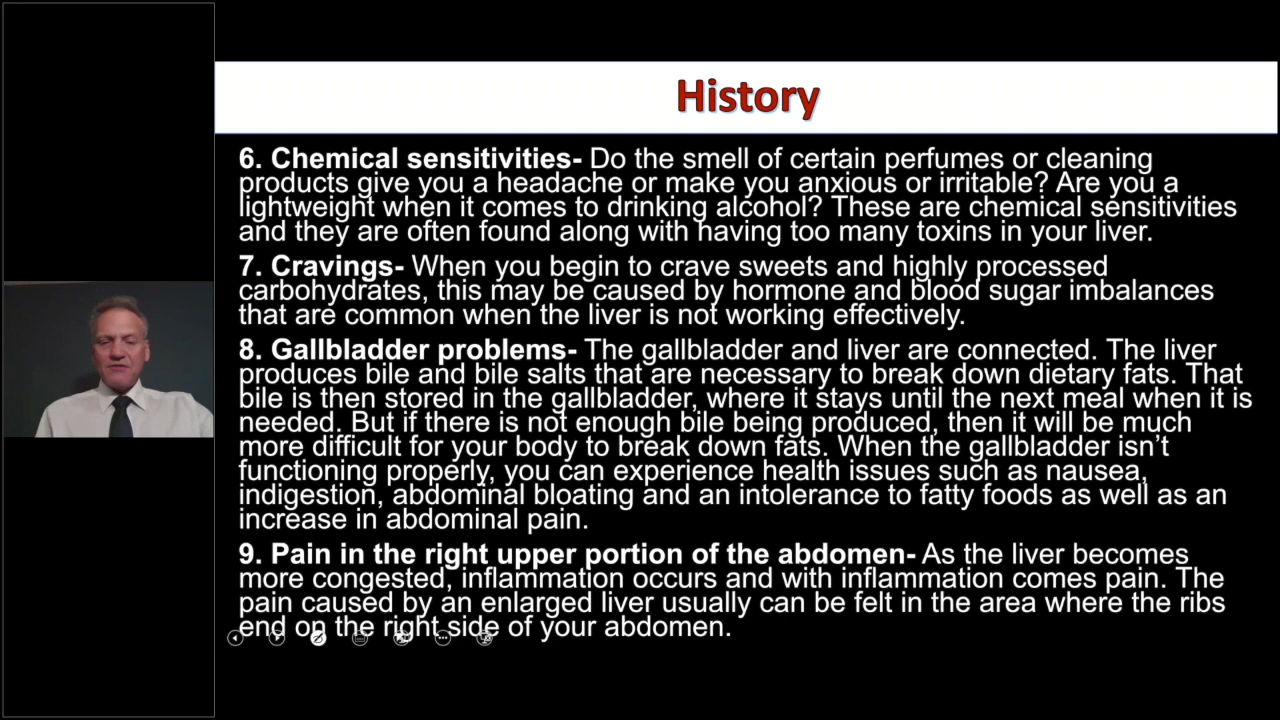 History
6. Chemical sensitivities- Do the smell of certain perfumes or cleaning
products give you a headache or make you anxious or irritable? Are you a
lightweight when it comes to drinking alcohol? These are chemical sensitivities
and they are often found along with having too many toxins in your liver.
7. Cravings- When you begin to crave sweets and highly processed
carbohydrates, this may be caused by hormone and blood sugar imbalances
that are common when the liver is not working effectively.
8. Gallbladder problems- The gallbladder and liver are connected. The liver
produces bile and bile salts that are necessary to break down dietary fats. That
bile is then stored in the gallbladder, where it stays until the next meal when it is
needed. But if there is not enough bile being produced, then it will be much
more difficult for your body to break down fats. When the gallbladder isn’t
functioning properly, you can experience health issues such as nausea,
indigestion, abdominal bloating and an intolerance to fatty foods as well as an
increase in abdominal pain.
9. Pain in the right upper portion of the abdomen- As the liver becomes
more congested, inflammation occurs and with inflammation comes pain. The
pain caused by an enlarged liver usually can be felt in the area where the ribs
end on the right side of your abdomen.